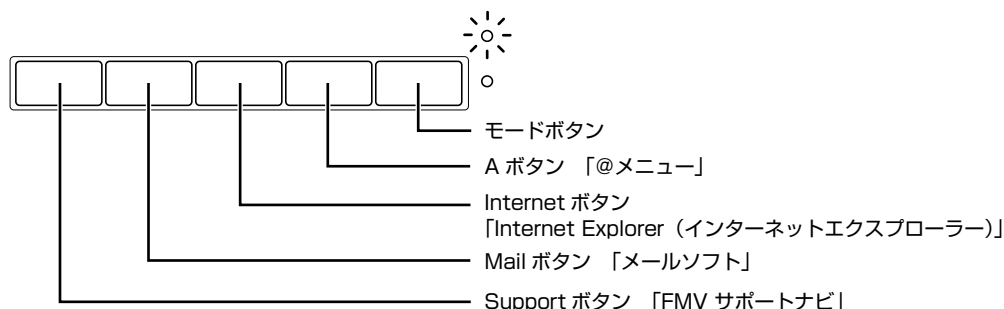 モードボタン
A ボタン 「@メニュー」
Internet ボタン
「Internet Explorer（インターネットエクスプローラー）」
Mail ボタン 「メールソフト」
Support ボタン 「FMV サポートナビ」